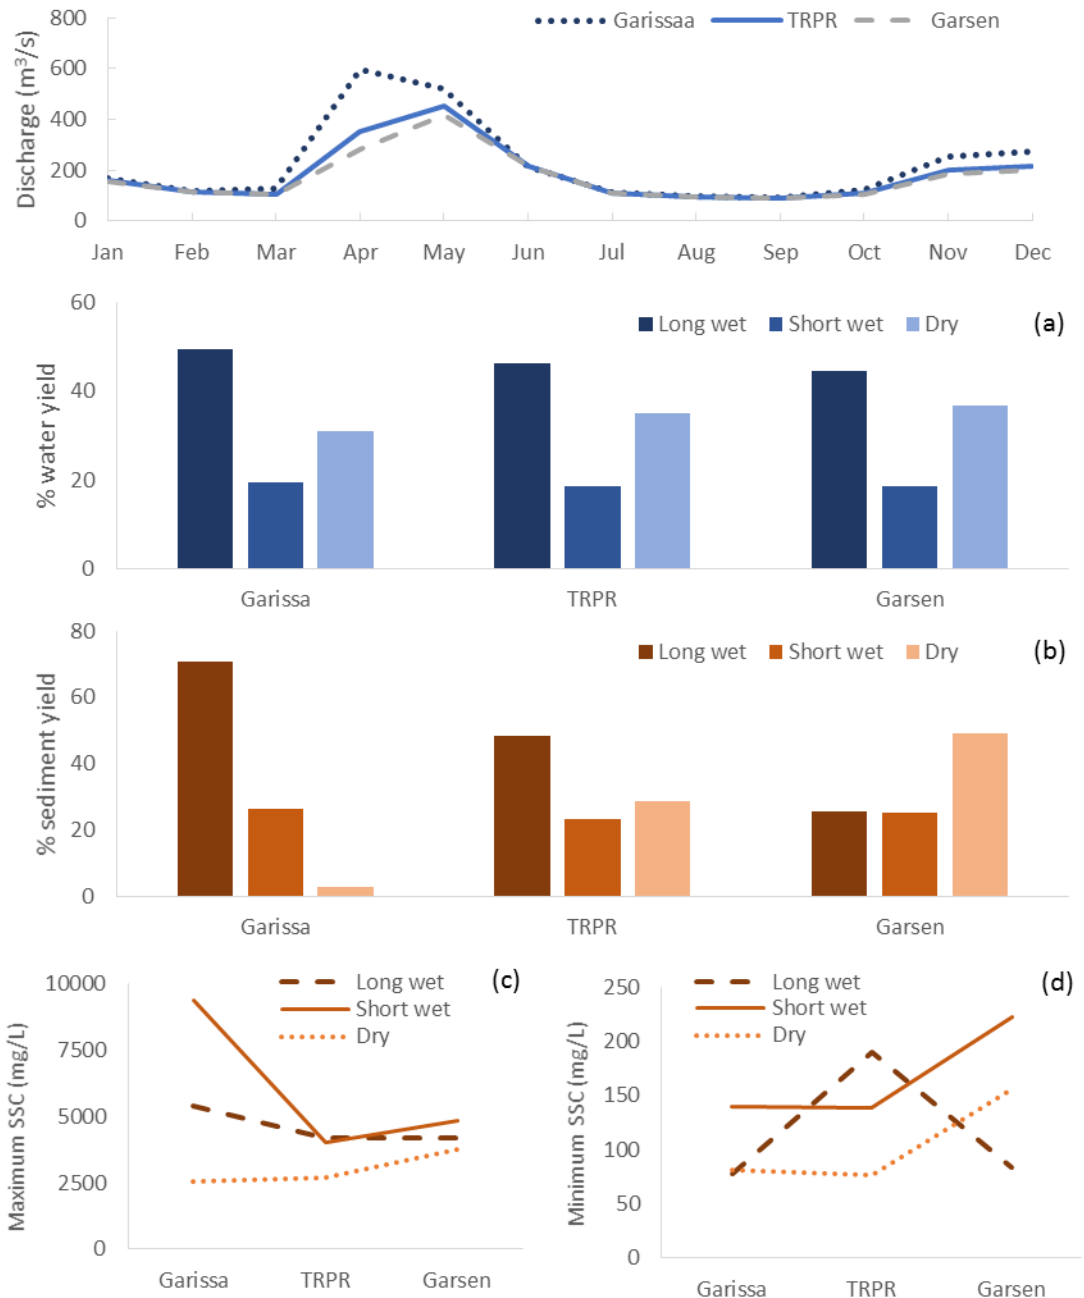 Garissaa TRPR Garsen
Discharge (m³/s)
800
600
400
200
0
Jan Feb Mar Apr May Jun Jul Aug Sep Oct Nov Dec
Long wet Short wet Dry (a)
% water yield
60
40
20
0
Garissa TRPR Garsen
Long wet Short wet Dry (b)
% sediment yield
80
60
40
20
0
Garissa TRPR Garsen
Long wet (c)
Short wet
Dry
Maximum SSC (mg/L)
10000
7500
5000
2500
0
Garissa TRPR Garsen
Long wet (d)
Short wet
Dry
Minimum SSC (mg/L)
250
200
150
100
50
0
Garissa TRPR Garsen